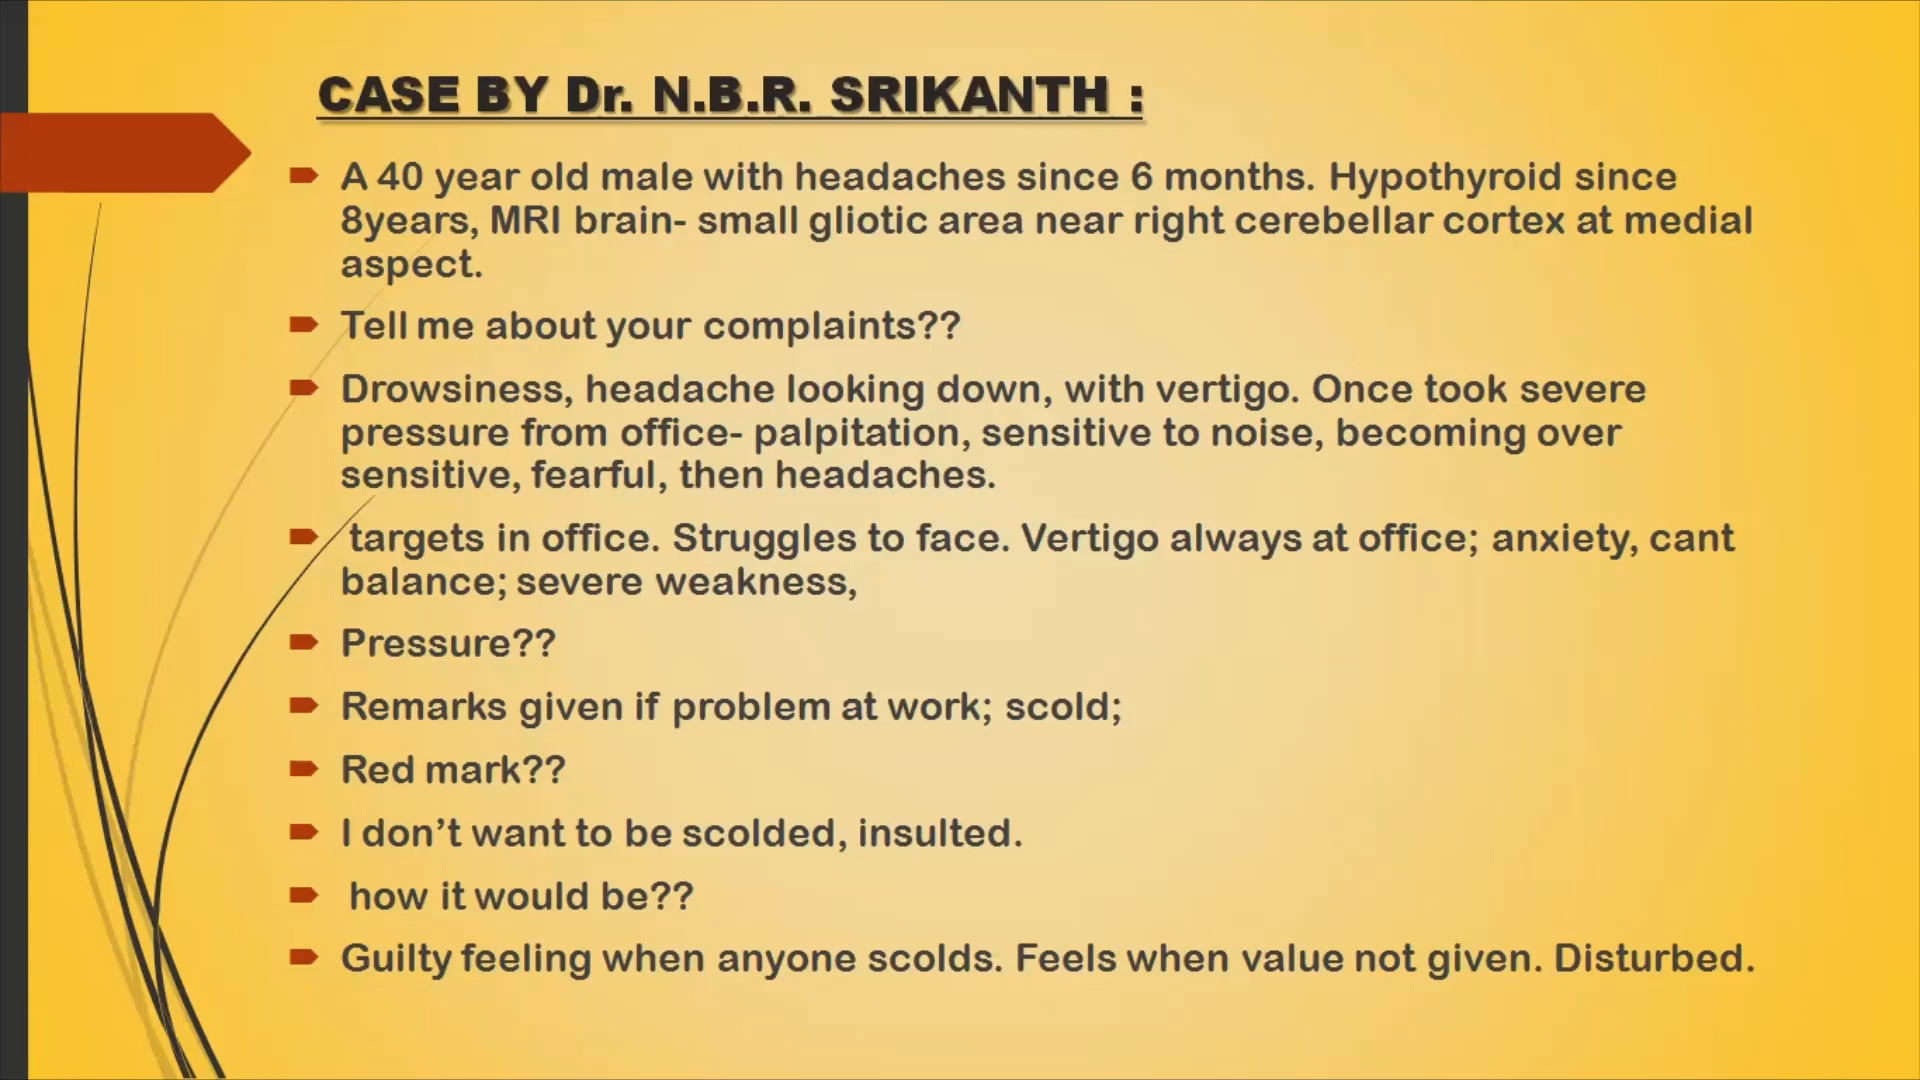 CASE BY Dr. N.B.R. SRIKANTH :
A 40 year old male with headaches since 6 months. Hypothyroid since
8years, MRI brain- small gliotic area near right cerebellar cortex at medial
aspect.
Tell me about your complaints??
Drowsiness, headache looking down, with vertigo. Once took severe
pressure from office- palpitation, sensitive to noise, becoming over
sensitive, fearful, then headaches.
targets in office. Struggles to face. Vertigo always at office; anxiety, cant
balance; severe weakness,
Pressure??
Remarks given if problem at work; scold;
Red mark??
I don’t want to be scolded, insulted.
how it would be??
Guilty feeling when anyone scolds. Feels when value not given. Disturbed.